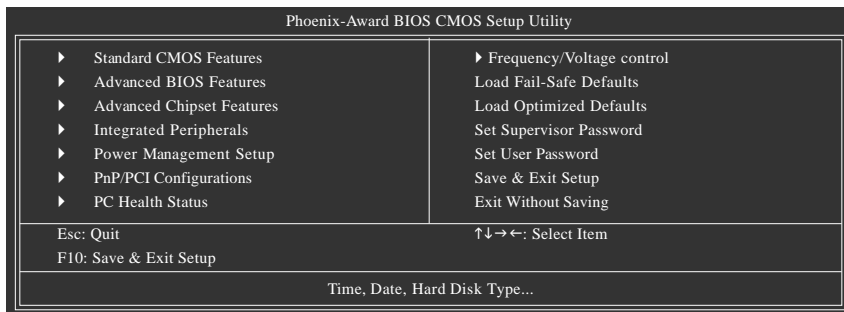 Phoenix-Award BIOS CMOS Setup Utility
Standard CMOS Features
Advanced BIOS Features
Advanced Chipset Features
Integrated Peripherals
Power Management Setup
PnP/PCI Configurations
PC Health Status
Frequency/Voltage control
Load Fail-Safe Defaults
Load Optimized Defaults
Set Supervisor Password
Set User Password
Save & Exit Setup
Exit Without Saving
Esc: Quit
F10: Save & Exit Setup
↑↓→←: Select Item
Time, Date, Hard Disk Type...